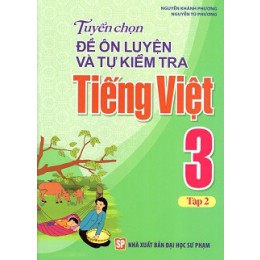 NGUYỄN KHÁNH PHƯƠNG
NGUYỄN TÚ PHƯƠNG
Tuyển chọn
ĐỀ ÔN LUYỆN
VÀ TỰ KIỂM TRA
Tiếng Việt
3
Tập 2
SP NHÀ XUẤT BẢN ĐẠI HỌC SƯ PHẠM